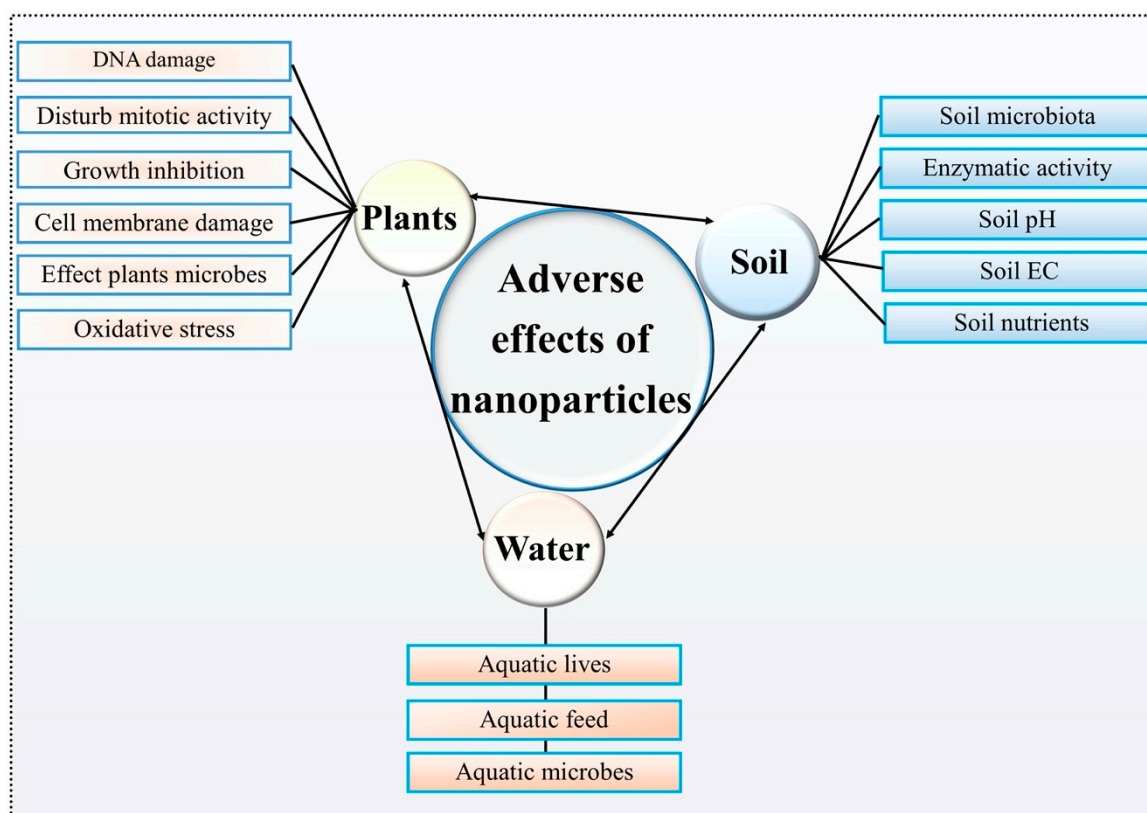 DNA damage
Disturb mitotic activity
Growth inhibition
Cell membrane damage
Effect plants microbes
Oxidative stress
Plants
Adverse
effects of
nanoparticles
Soil
Soil microbiota
Enzymatic activity
Soil pH
Soil EC
Soil nutrients
Water
Aquatic lives
Aquatic feed
Aquatic microbes